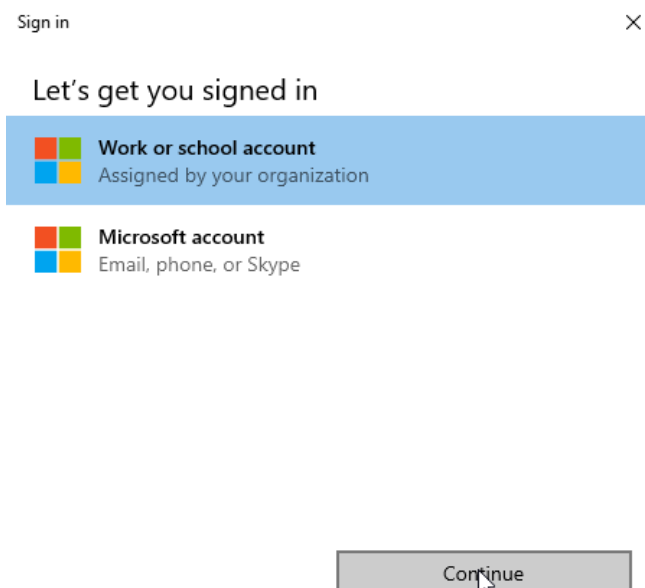 Sign in
Let's get you signed in
Work or school account
Assigned by your organization
Microsoft account
Email, phone, or Skype
Continue